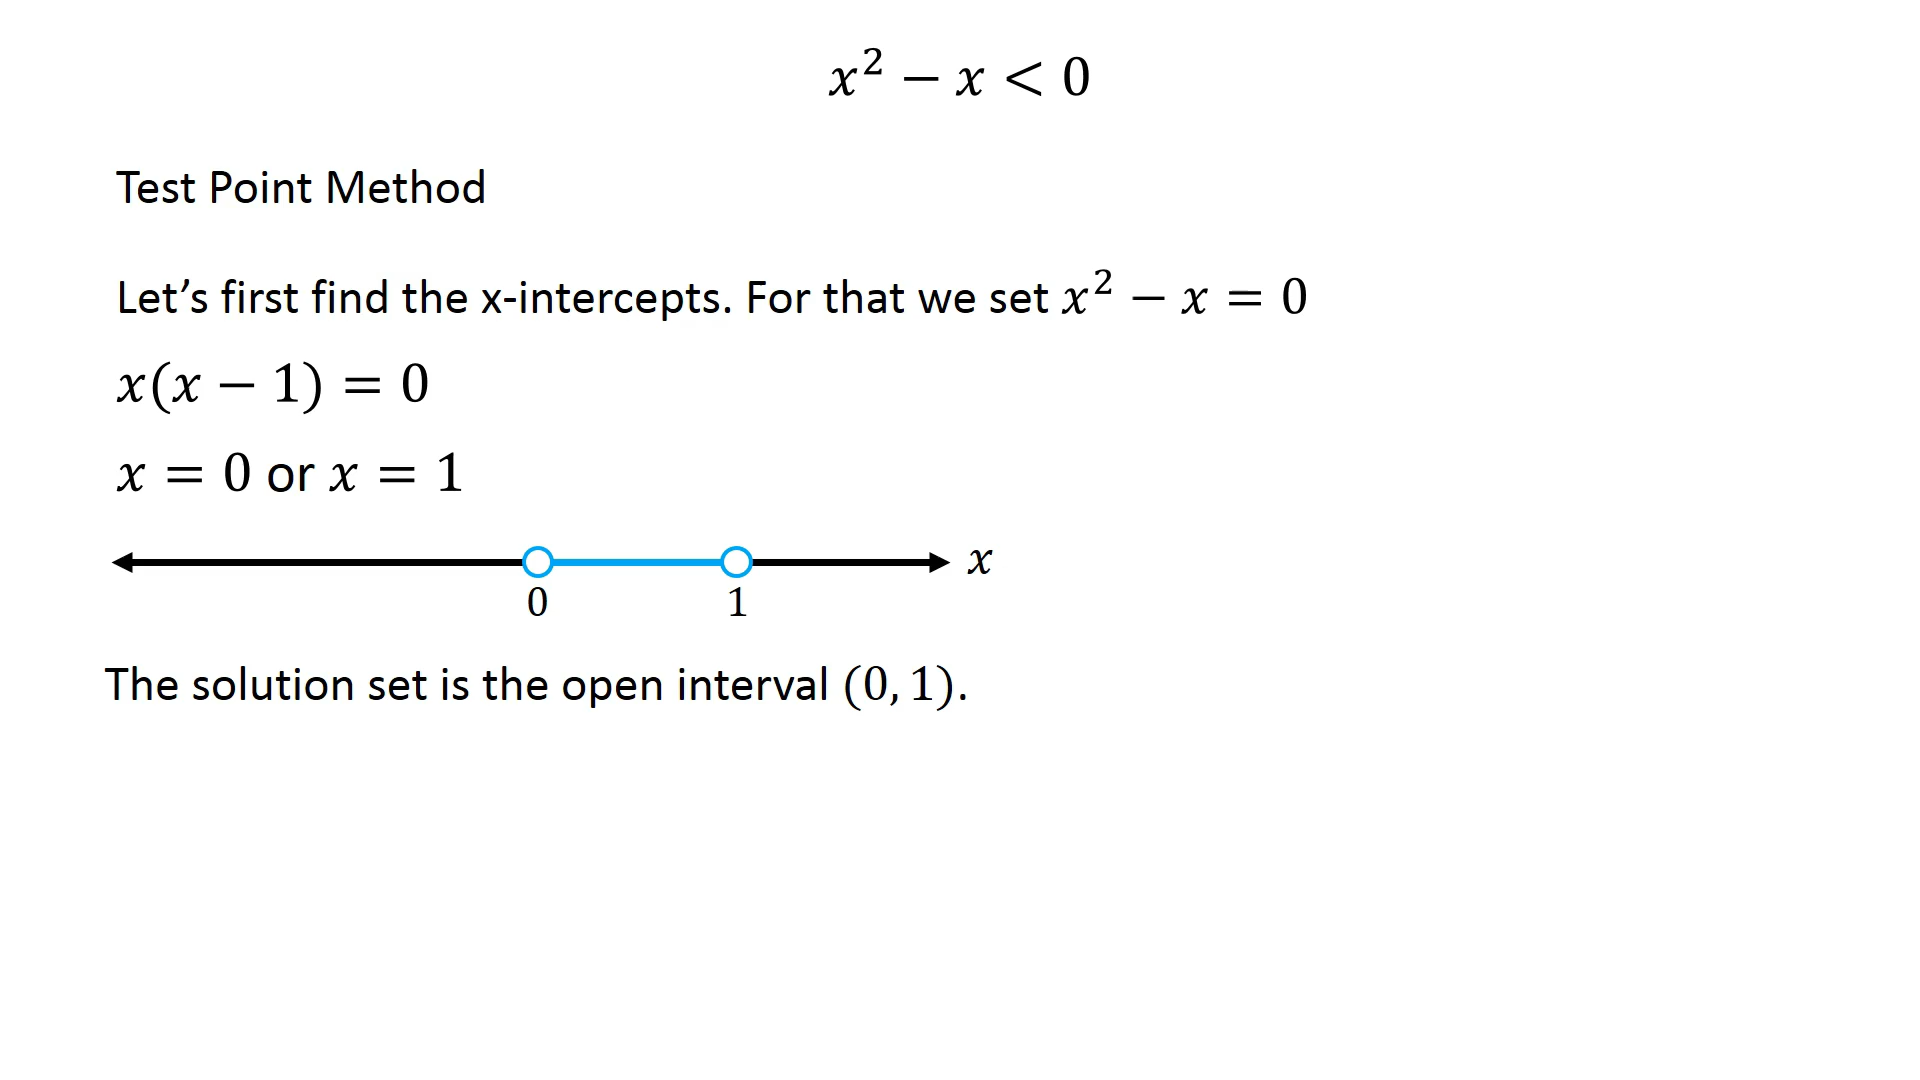 x² − x < 0
Test Point Method
Let’s first find the x-intercepts. For that we set x² − x = 0
x(x − 1) = 0
x = 0 or x = 1
x
0 1
The solution set is the open interval (0, 1).